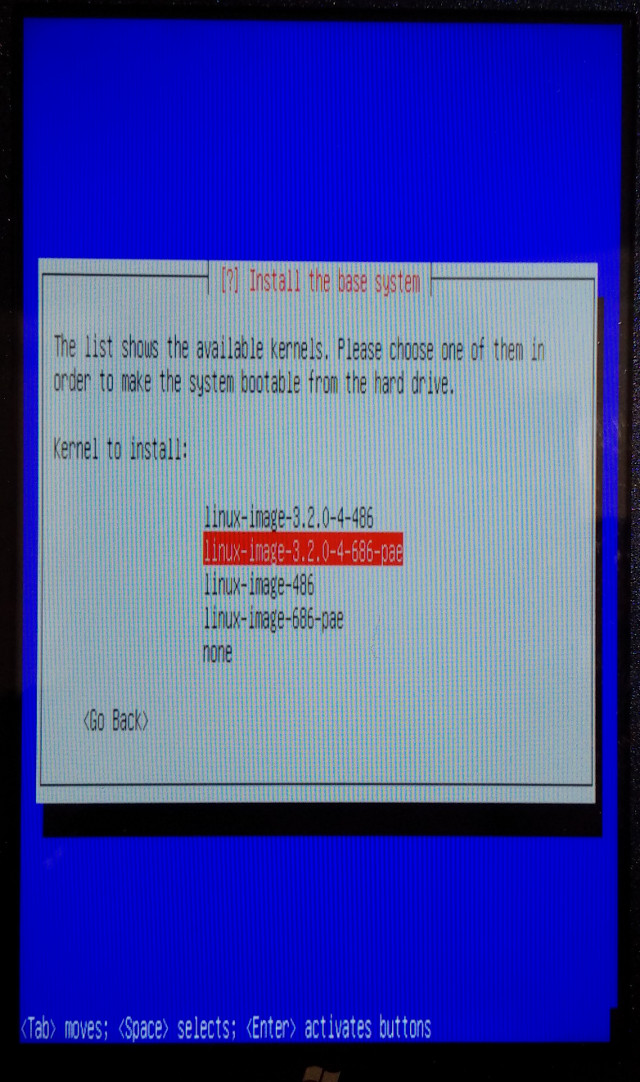 [?] Install the base system
The list shows the available kernels. Please choose one of them in
order to make the system bootable from the hard drive.
Kernel to install:
linux-image-3.2.0-4-486
linux-image-3.2.0-4-686-pae
linux-image-486
linux-image-686-pae
none
<Go Back>
<Tab> moves; <Space> selects; <Enter> activates buttons